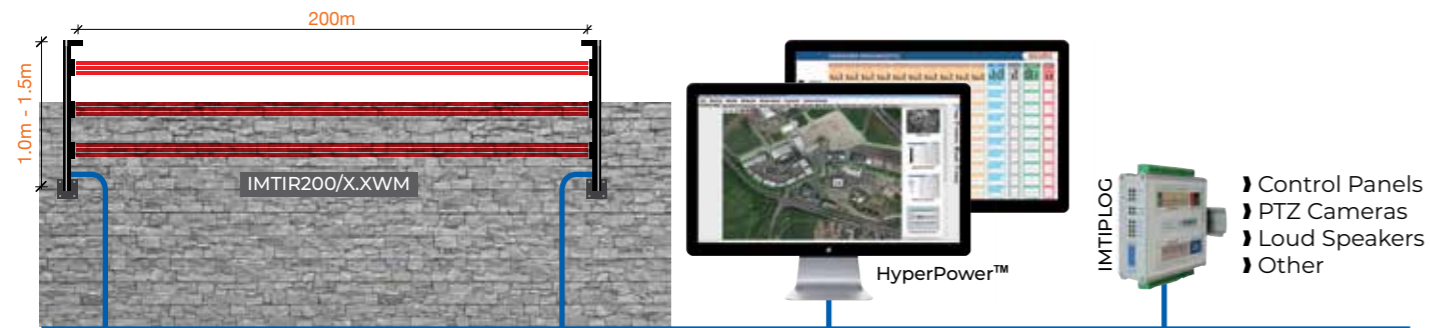 200m
1.0m - 1.5m
IMTIR200/X.XWM
HyperPower™
IMTIPLOG
Control Panels
PTZ Cameras
Loud Speakers
Other